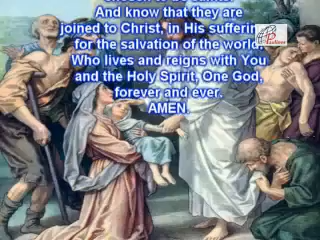 And know that they are
joined to Christ, in His
for the salvation of the world.
Who lives and reigns with You
and the Holy Spirit, One God,
forever and ever.
AMEN.